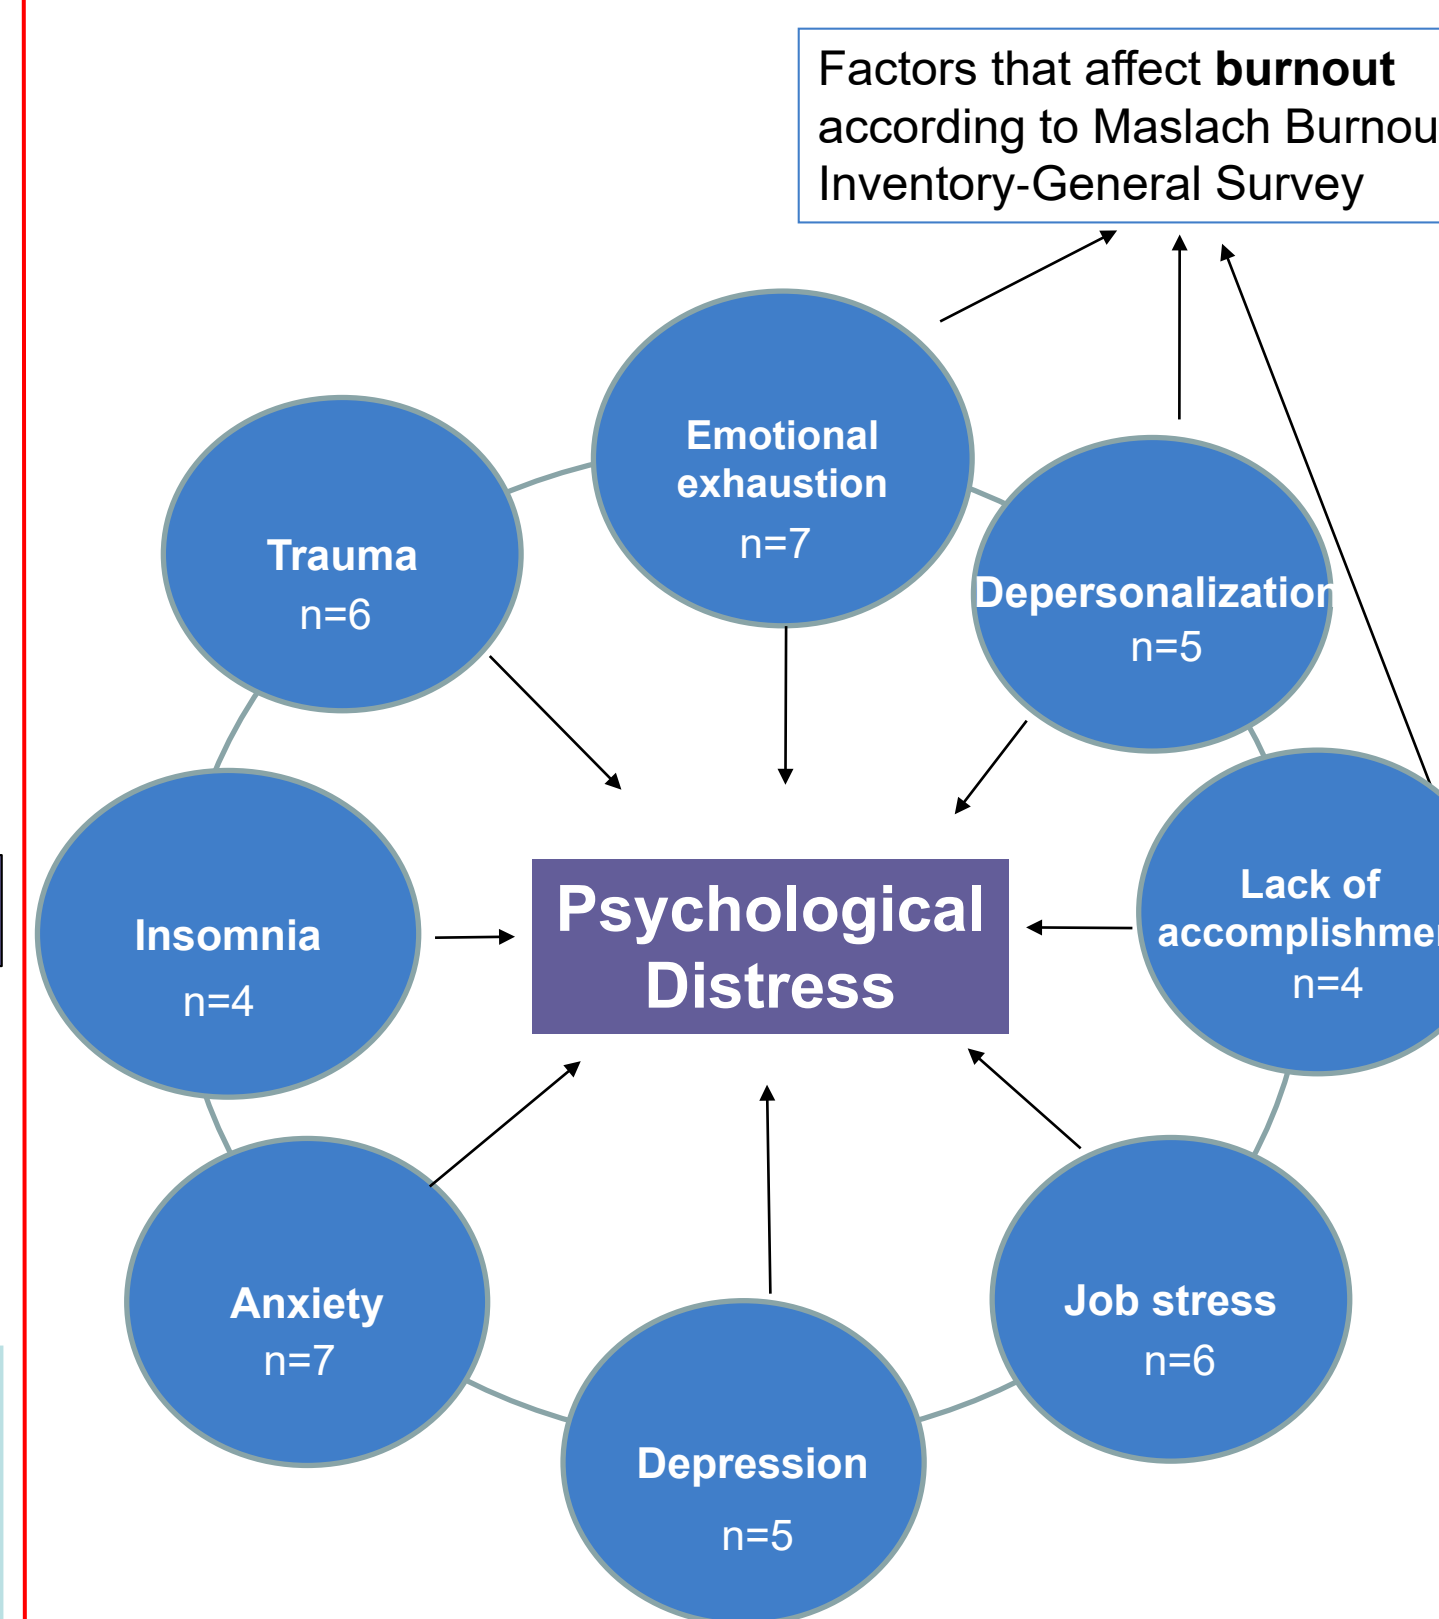 Factors that affect burnout
according to Maslach Burnou
Inventory-General Survey
Emotional
exhaustion
n=7
Trauma
n=6
Depersonalization
n=5
Insomnia
n=4
Psychological
Distress
Lack of
accomplishme
n=4
Anxiety
n=7
Job stress
n=6
Depression
n=5